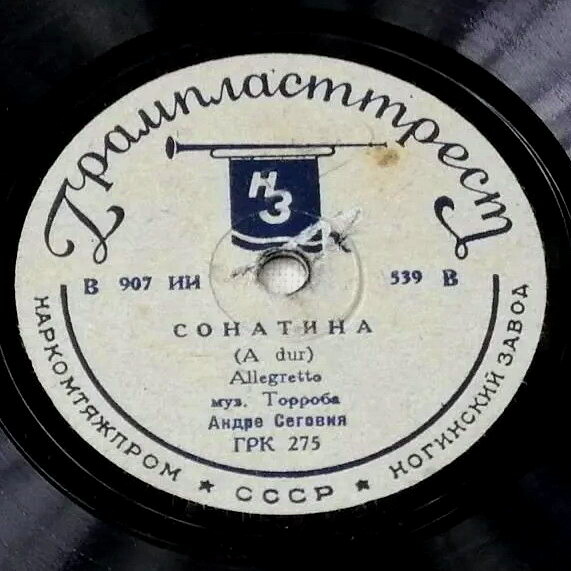 Грампласттрест
НЗ
В 907 ИИ 539 В
СОНАТИНА
(A dur)
Allegretto
муз. Торроба
Андре Сеговия
ГРК 275
НАРКОМТЯЖПРОМ ★ СССР ★ НОГИНСКИЙ ЗАВОД